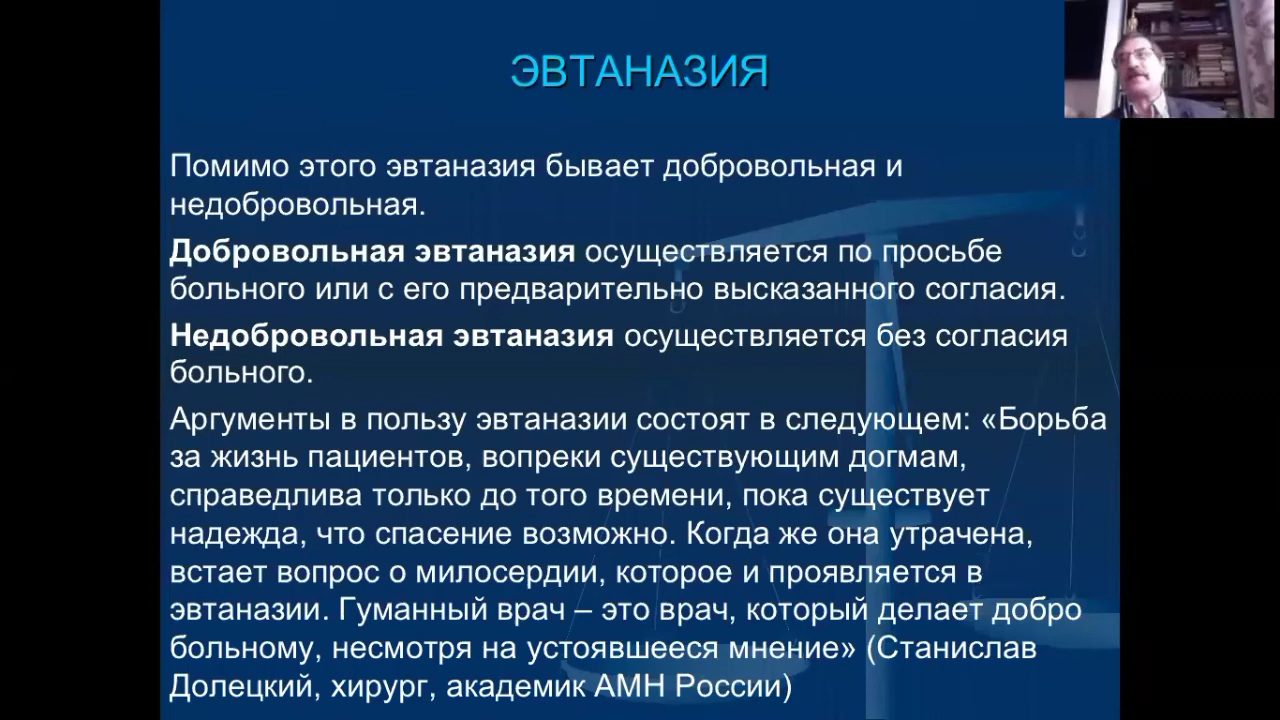 ЭВТАНАЗИЯ
Помимо этого эвтаназия бывает добровольная и
недобровольная.
Добровольная эвтаназия осуществляется по просьбе
больного или с его предварительно высказанного согласия.
Недобровольная эвтаназия осуществляется без согласия
больного.
Аргументы в пользу эвтаназии состоят в следующем: «Борьба
за жизнь пациентов, вопреки существующим догмам,
справедлива только до того времени, пока существует
надежда, что спасение возможно. Когда же она утрачена,
встает вопрос о милосердии, которое и проявляется в
эвтаназии. Гуманный врач – это врач, который делает добро
больному, несмотря на устоявшееся мнение» (Станислав
Долецкий, хирург, академик АМН России)